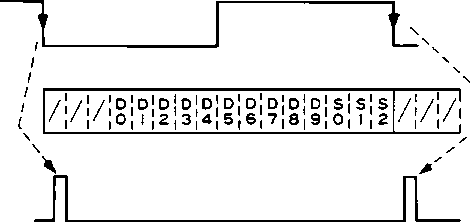 / / / D0 D1 D2 D3 D4 D5 D6 D7 D8 D9 S0 S1 S2 / / /